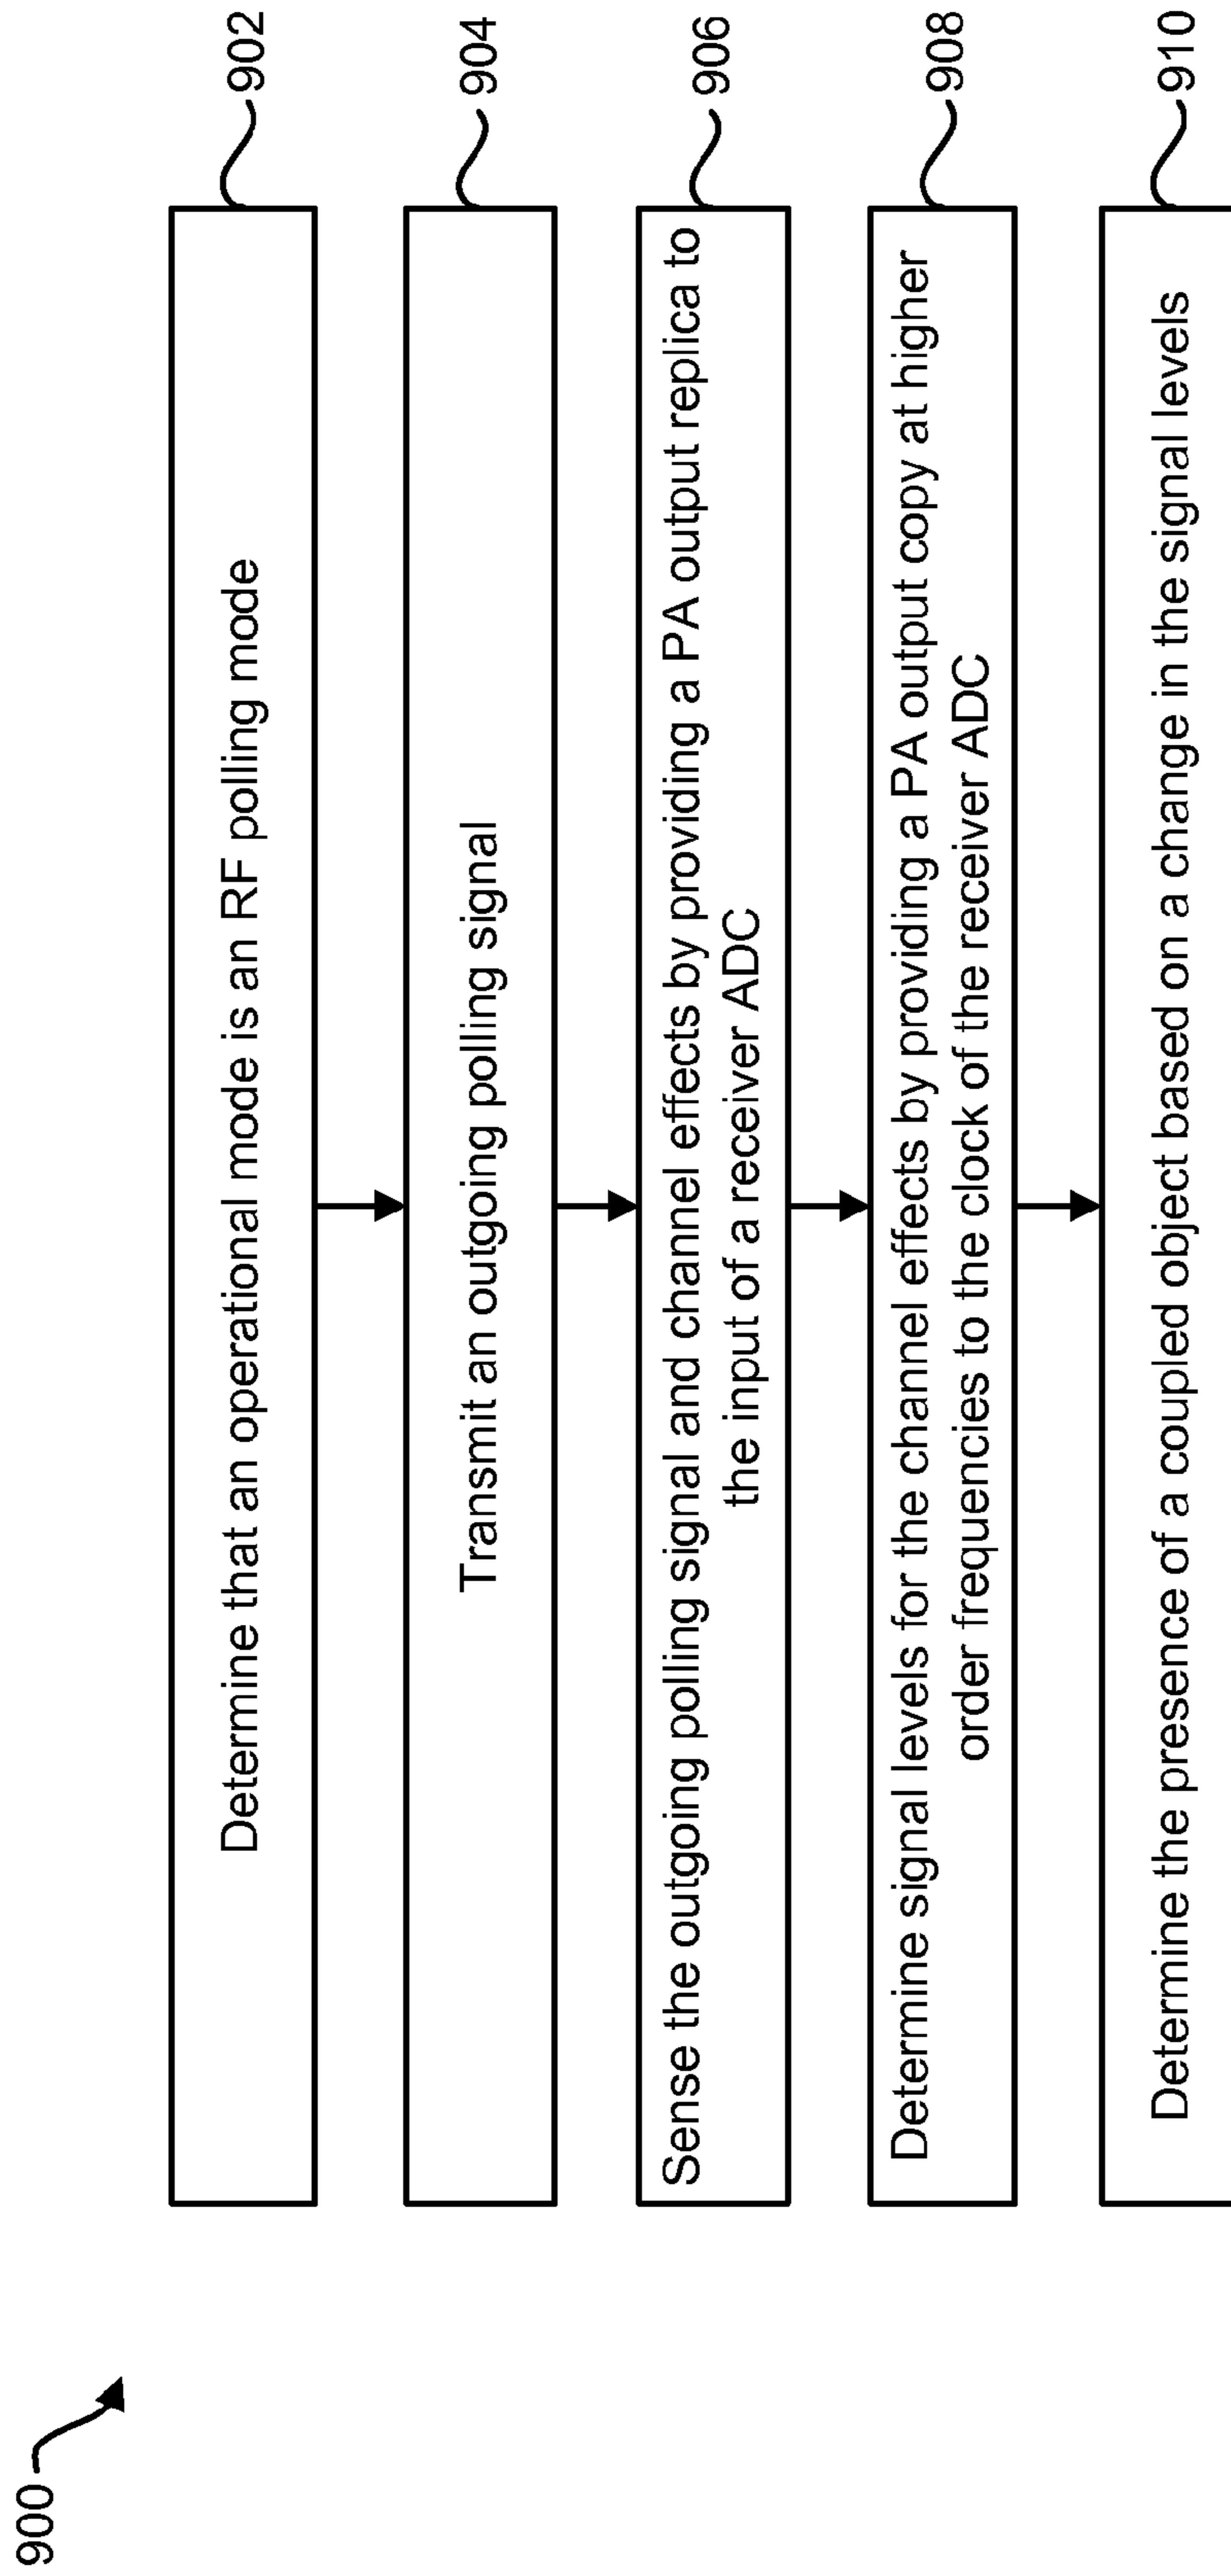 900
Determine that an operational mode is an RF polling mode
902
Transmit an outgoing polling signal
904
Sense the outgoing polling signal and channel effects by providing a PA output replica to
the input of a receiver ADC
906
Determine signal levels for the channel effects by providing a PA output copy at higher
order frequencies to the clock of the receiver ADC
908
Determine the presence of a coupled object based on a change in the signal levels
910